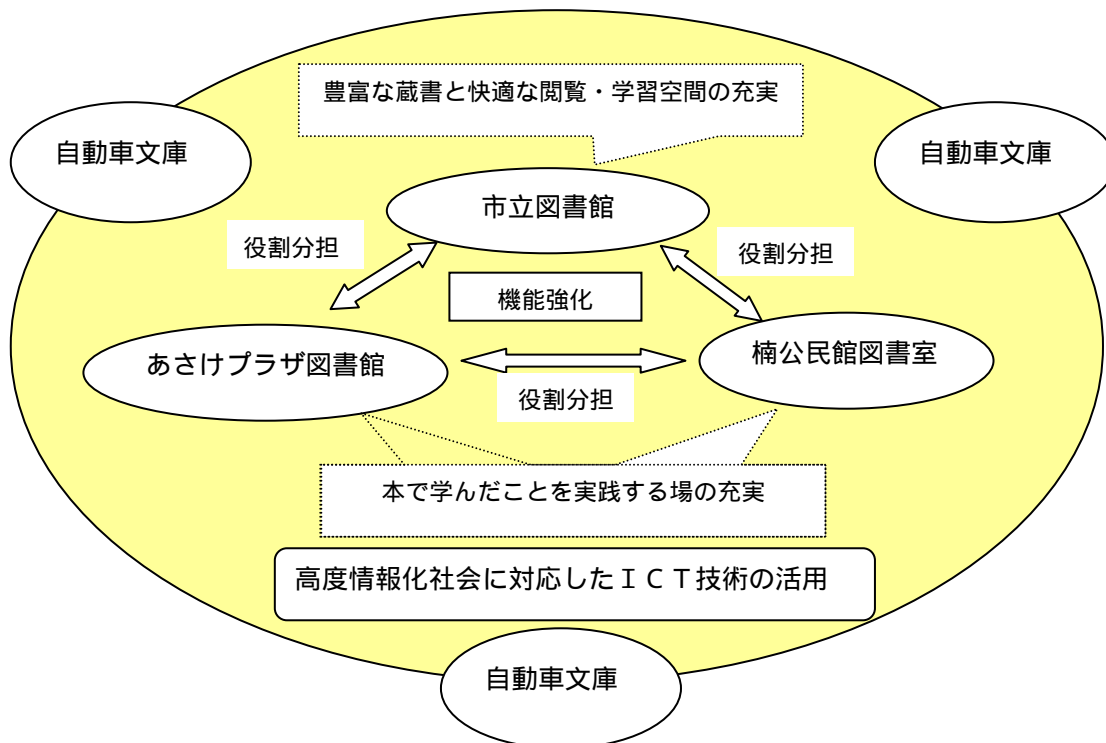 豊富な蔵書と快適な閲覧・学習空間の充実
自動車文庫
自動車文庫
市立図書館
役割分担
役割分担
機能強化
あさけプラザ図書館
楠公民館図書室
役割分担
本で学んだことを実践する場の充実
高度情報化社会に対応したＩＣＴ技術の活用
自動車文庫